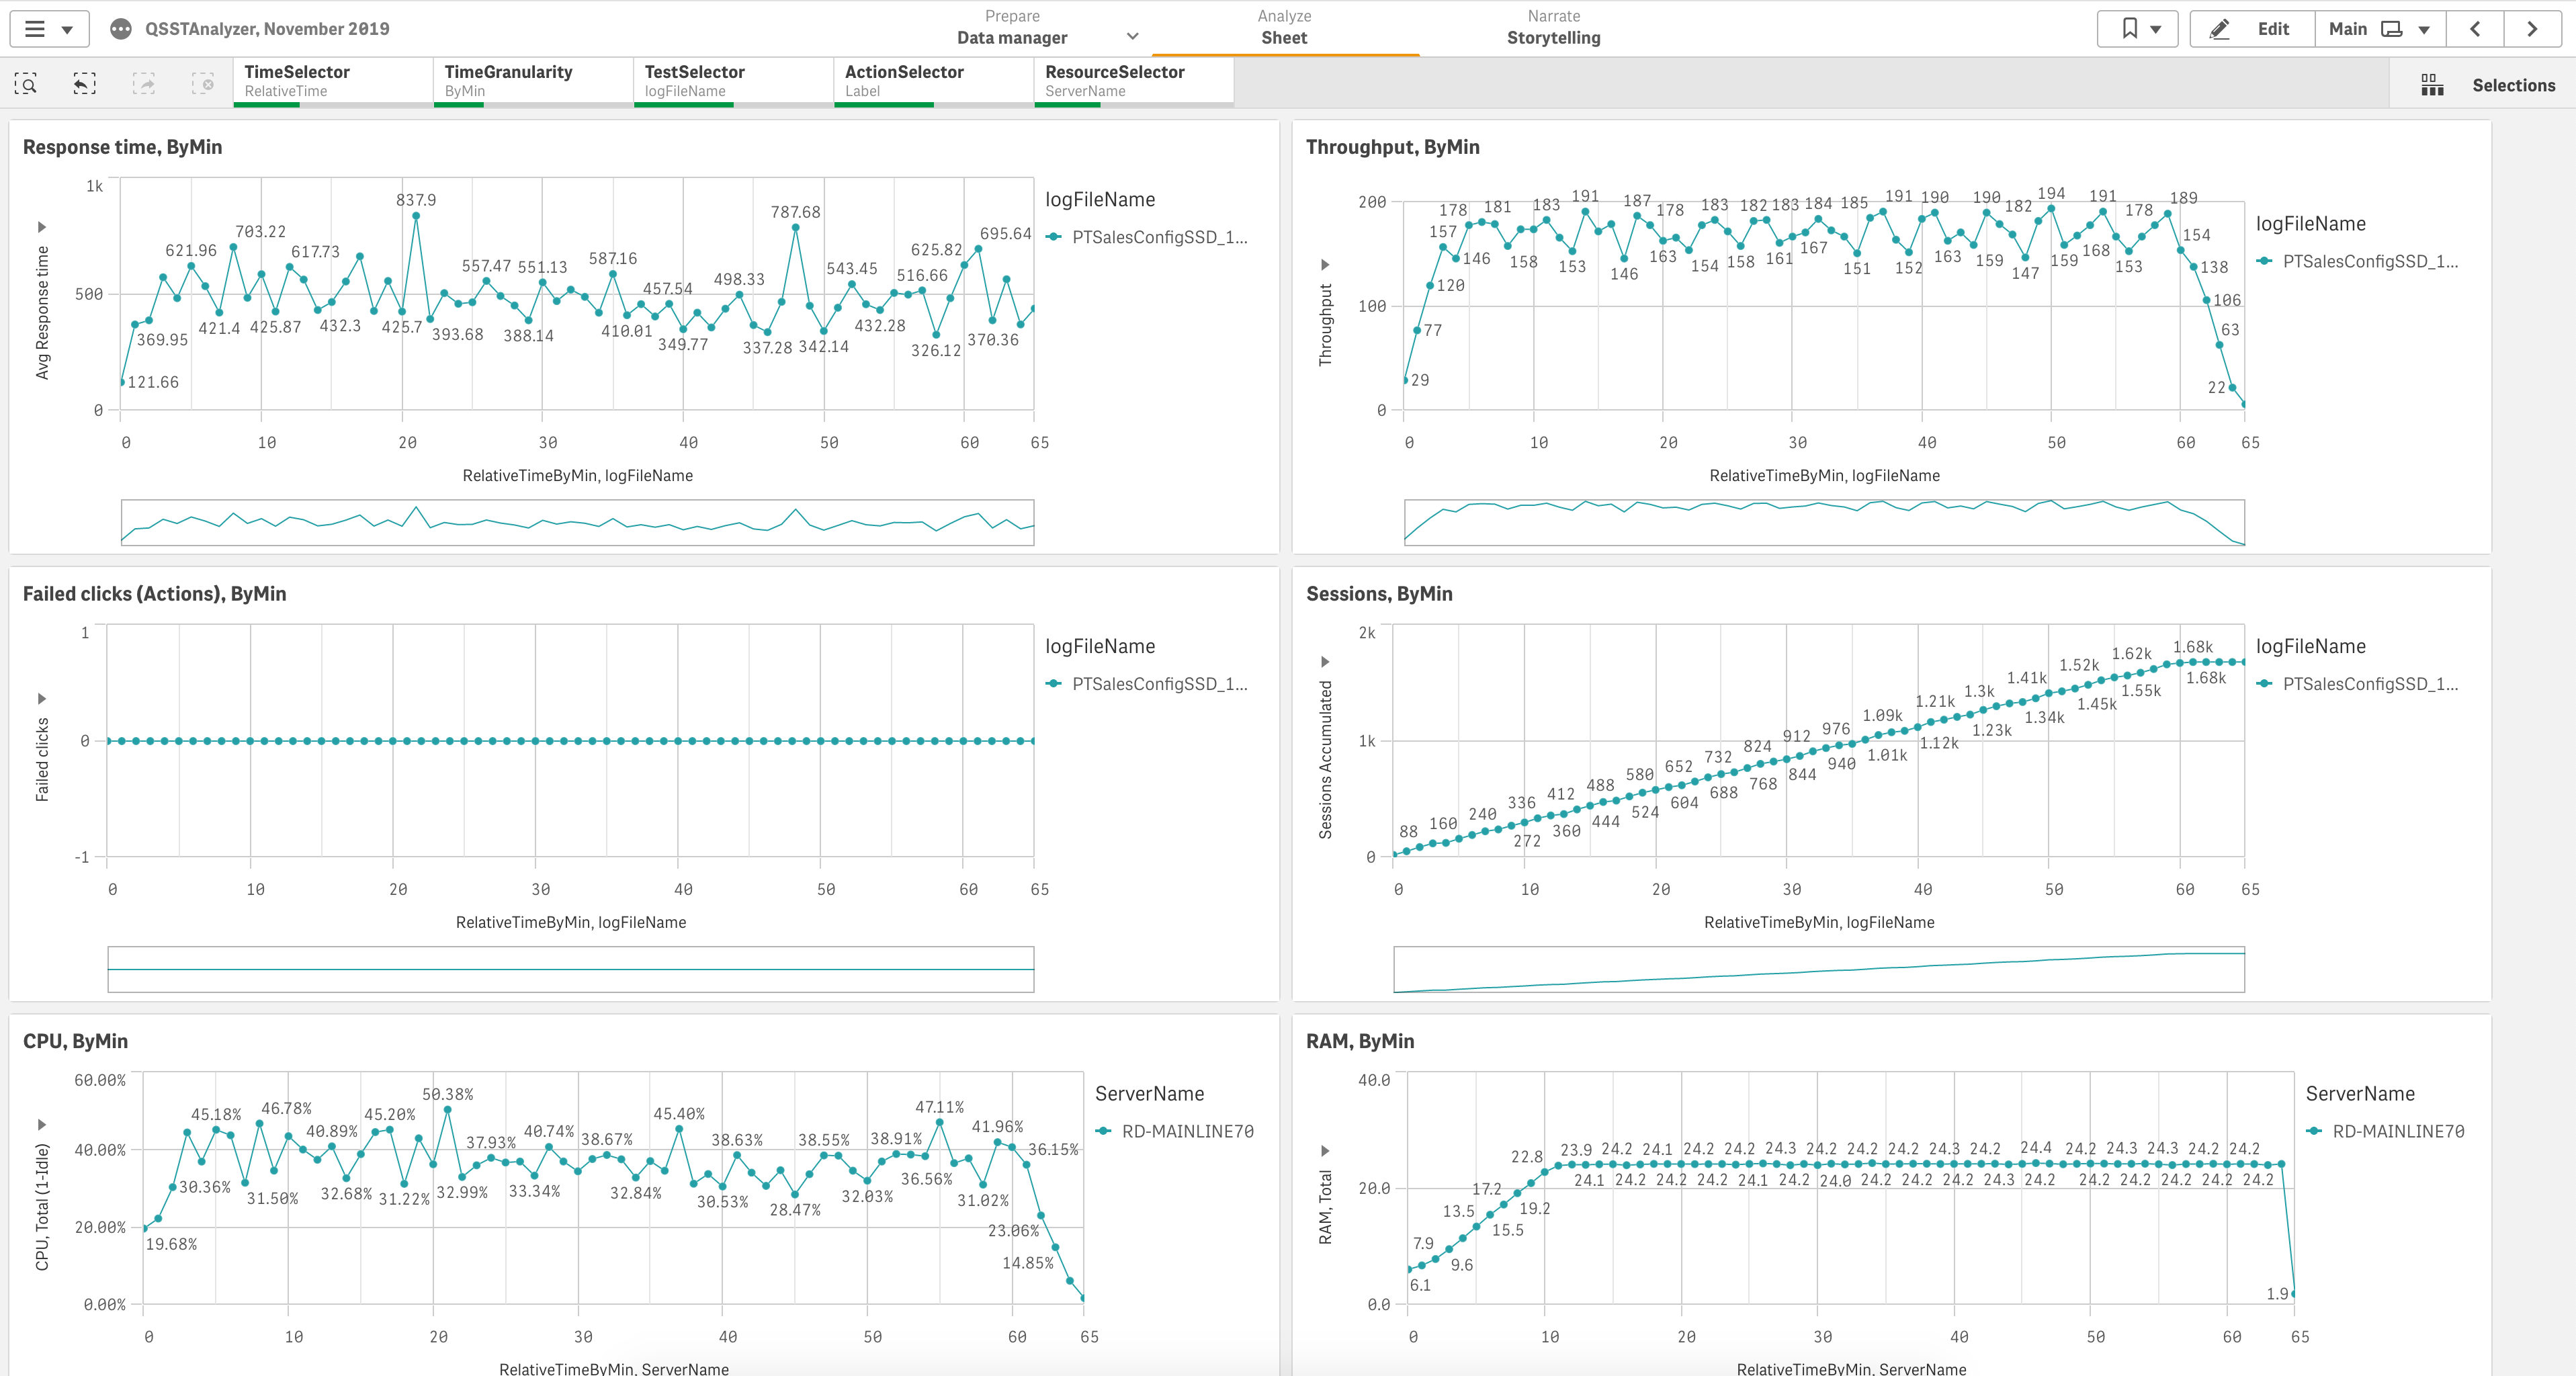 QSSTAnalyzer, November 2019
Prepare
Data manager
Analyze
Sheet
Narrate
Storytelling
Edit
Main
TimeSelector
RelativeTime
TimeGranularity
ByMin
TestSelector
logFileName
ActionSelector
Label
ResourceSelector
ServerName
Selections
Response time, ByMin
Avg Response time
1k
500
0
837.9
787.68
703.22
695.64
621.96
617.73
625.82
557.47 551.13
587.16
543.45
498.33
516.66
457.54
369.95
421.4 425.87
432.3
425.7
393.68
388.14
410.01
349.77
337.28 342.14
432.28
326.12
370.36
121.66
0 10 20 30 40 50 60 65
RelativeTimeByMin, logFileName
logFileName
PTSalesConfigSSD_1...
Throughput, ByMin
Throughput
200
100
0
178 181 183 191 187 178 183 182 183 184 185 191 190 190 182 194 191 178 189
157
146 158 153 146 163 154 158 161 167 151 152 163 159 147 159 168 153
154
138
120
106
77
63
29
22
0 10 20 30 40 50 60 65
RelativeTimeByMin, logFileName
logFileName
PTSalesConfigSSD_1...
Failed clicks (Actions), ByMin
Failed clicks
1
0
-1
0 10 20 30 40 50 60 65
RelativeTimeByMin, logFileName
logFileName
PTSalesConfigSSD_1...
Sessions, ByMin
Sessions Accumulated
2k
1k
0
88 160 240 336 412 488 580 652 732 824 912 976 1.09k 1.21k 1.3k 1.41k 1.52k 1.62k 1.68k
272 360 444 524 604 688 768 844 940 1.01k 1.12k 1.23k 1.34k 1.45k 1.55k 1.68k
0 10 20 30 40 50 60 65
RelativeTimeByMin, logFileName
logFileName
PTSalesConfigSSD_1...
CPU, ByMin
CPU, Total (1-Idle)
60.00%
40.00%
20.00%
0.00%
45.18% 46.78% 40.89% 45.20% 50.38% 37.93% 40.74% 38.67% 45.40% 38.63% 38.55% 38.91% 47.11% 41.96% 36.15%
30.36% 31.50% 32.68% 31.22% 32.99% 33.34% 32.84% 30.53% 28.47% 32.03% 36.56% 31.02%
23.06%
19.68%
14.85%
0 10 20 30 40 50 60 65
RelativeTimeByMin, ServerName
ServerName
RD-MAINLINE70
RAM, ByMin
RAM, Total
40.0
20.0
0.0
22.8 23.9 24.2 24.1 24.2 24.2 24.3 24.2 24.2 24.2 24.3 24.2 24.4 24.2 24.3 24.3 24.2 24.2
24.1 24.2 24.2 24.2 24.1 24.2 24.0 24.2 24.2 24.2 24.3 24.2 24.2 24.2 24.2 24.2 24.2
17.2
19.2
13.5
15.5
7.9
9.6
6.1
1.9
0 10 20 30 40 50 60 65
RelativeTimeByMin, ServerName
ServerName
RD-MAINLINE70